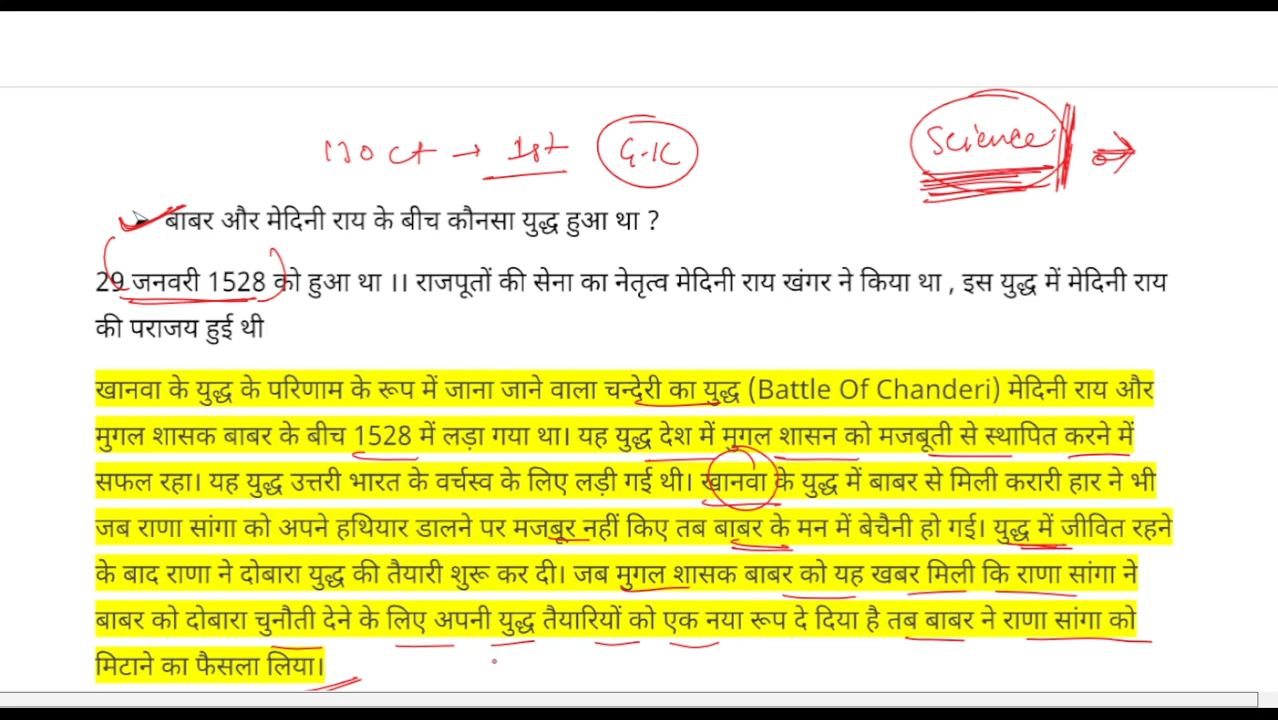 Science
130 ct → 1st G.K
बाबर और मेदिनी राय के बीच कौनसा युद्ध हुआ था ?
29 जनवरी 1528 को हुआ था ।। राजपूतों की सेना का नेतृत्व मेदिनी राय खंगर ने किया था , इस युद्ध में मेदिनी राय
की पराजय हुई थी
खानवा के युद्ध के परिणाम के रूप में जाना जाने वाला चन्देरी का युद्ध (Battle Of Chanderi) मेदिनी राय और
मुगल शासक बाबर के बीच 1528 में लड़ा गया था। यह युद्ध देश में मुगल शासन को मजबूती से स्थापित करने में
सफल रहा। यह युद्ध उत्तरी भारत के वर्चस्व के लिए लड़ी गई थी। खानवा के युद्ध में बाबर से मिली करारी हार ने भी
जब राणा सांगा को अपने हथियार डालने पर मजबूर नहीं किए तब बाबर के मन में बेचैनी हो गई। युद्ध में जीवित रहने
के बाद राणा ने दोबारा युद्ध की तैयारी शुरू कर दी। जब मुगल शासक बाबर को यह खबर मिली कि राणा सांगा ने
बाबर को दोबारा चुनौती देने के लिए अपनी युद्ध तैयारियों को एक नया रूप दे दिया है तब बाबर ने राणा सांगा को
मिटाने का फैसला लिया।